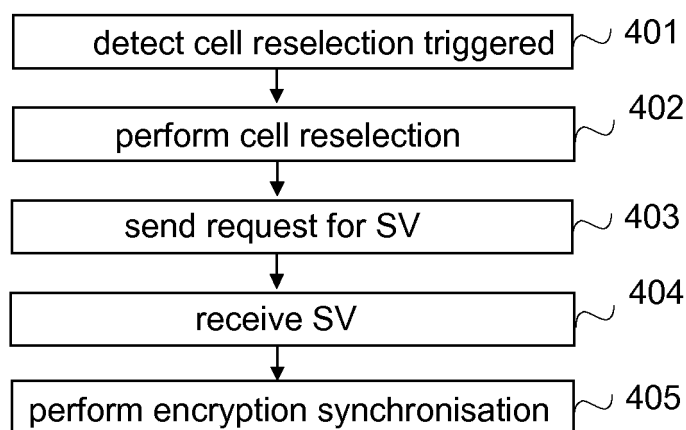 detect cell reselection triggered 401
perform cell reselection 402
send request for SV 403
receive SV 404
perform encryption synchronisation 405